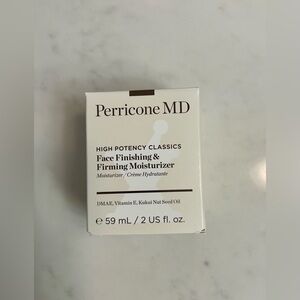 Perricone MD
HIGH POTENCY CLASSICS
Face Finishing &
Firming Moisturizer
Moisturizer / Crème Hydratante
DMAE, Vitamin E, Kukui Nut Seed Oil
℮ 59 mL / 2 US fl. oz.